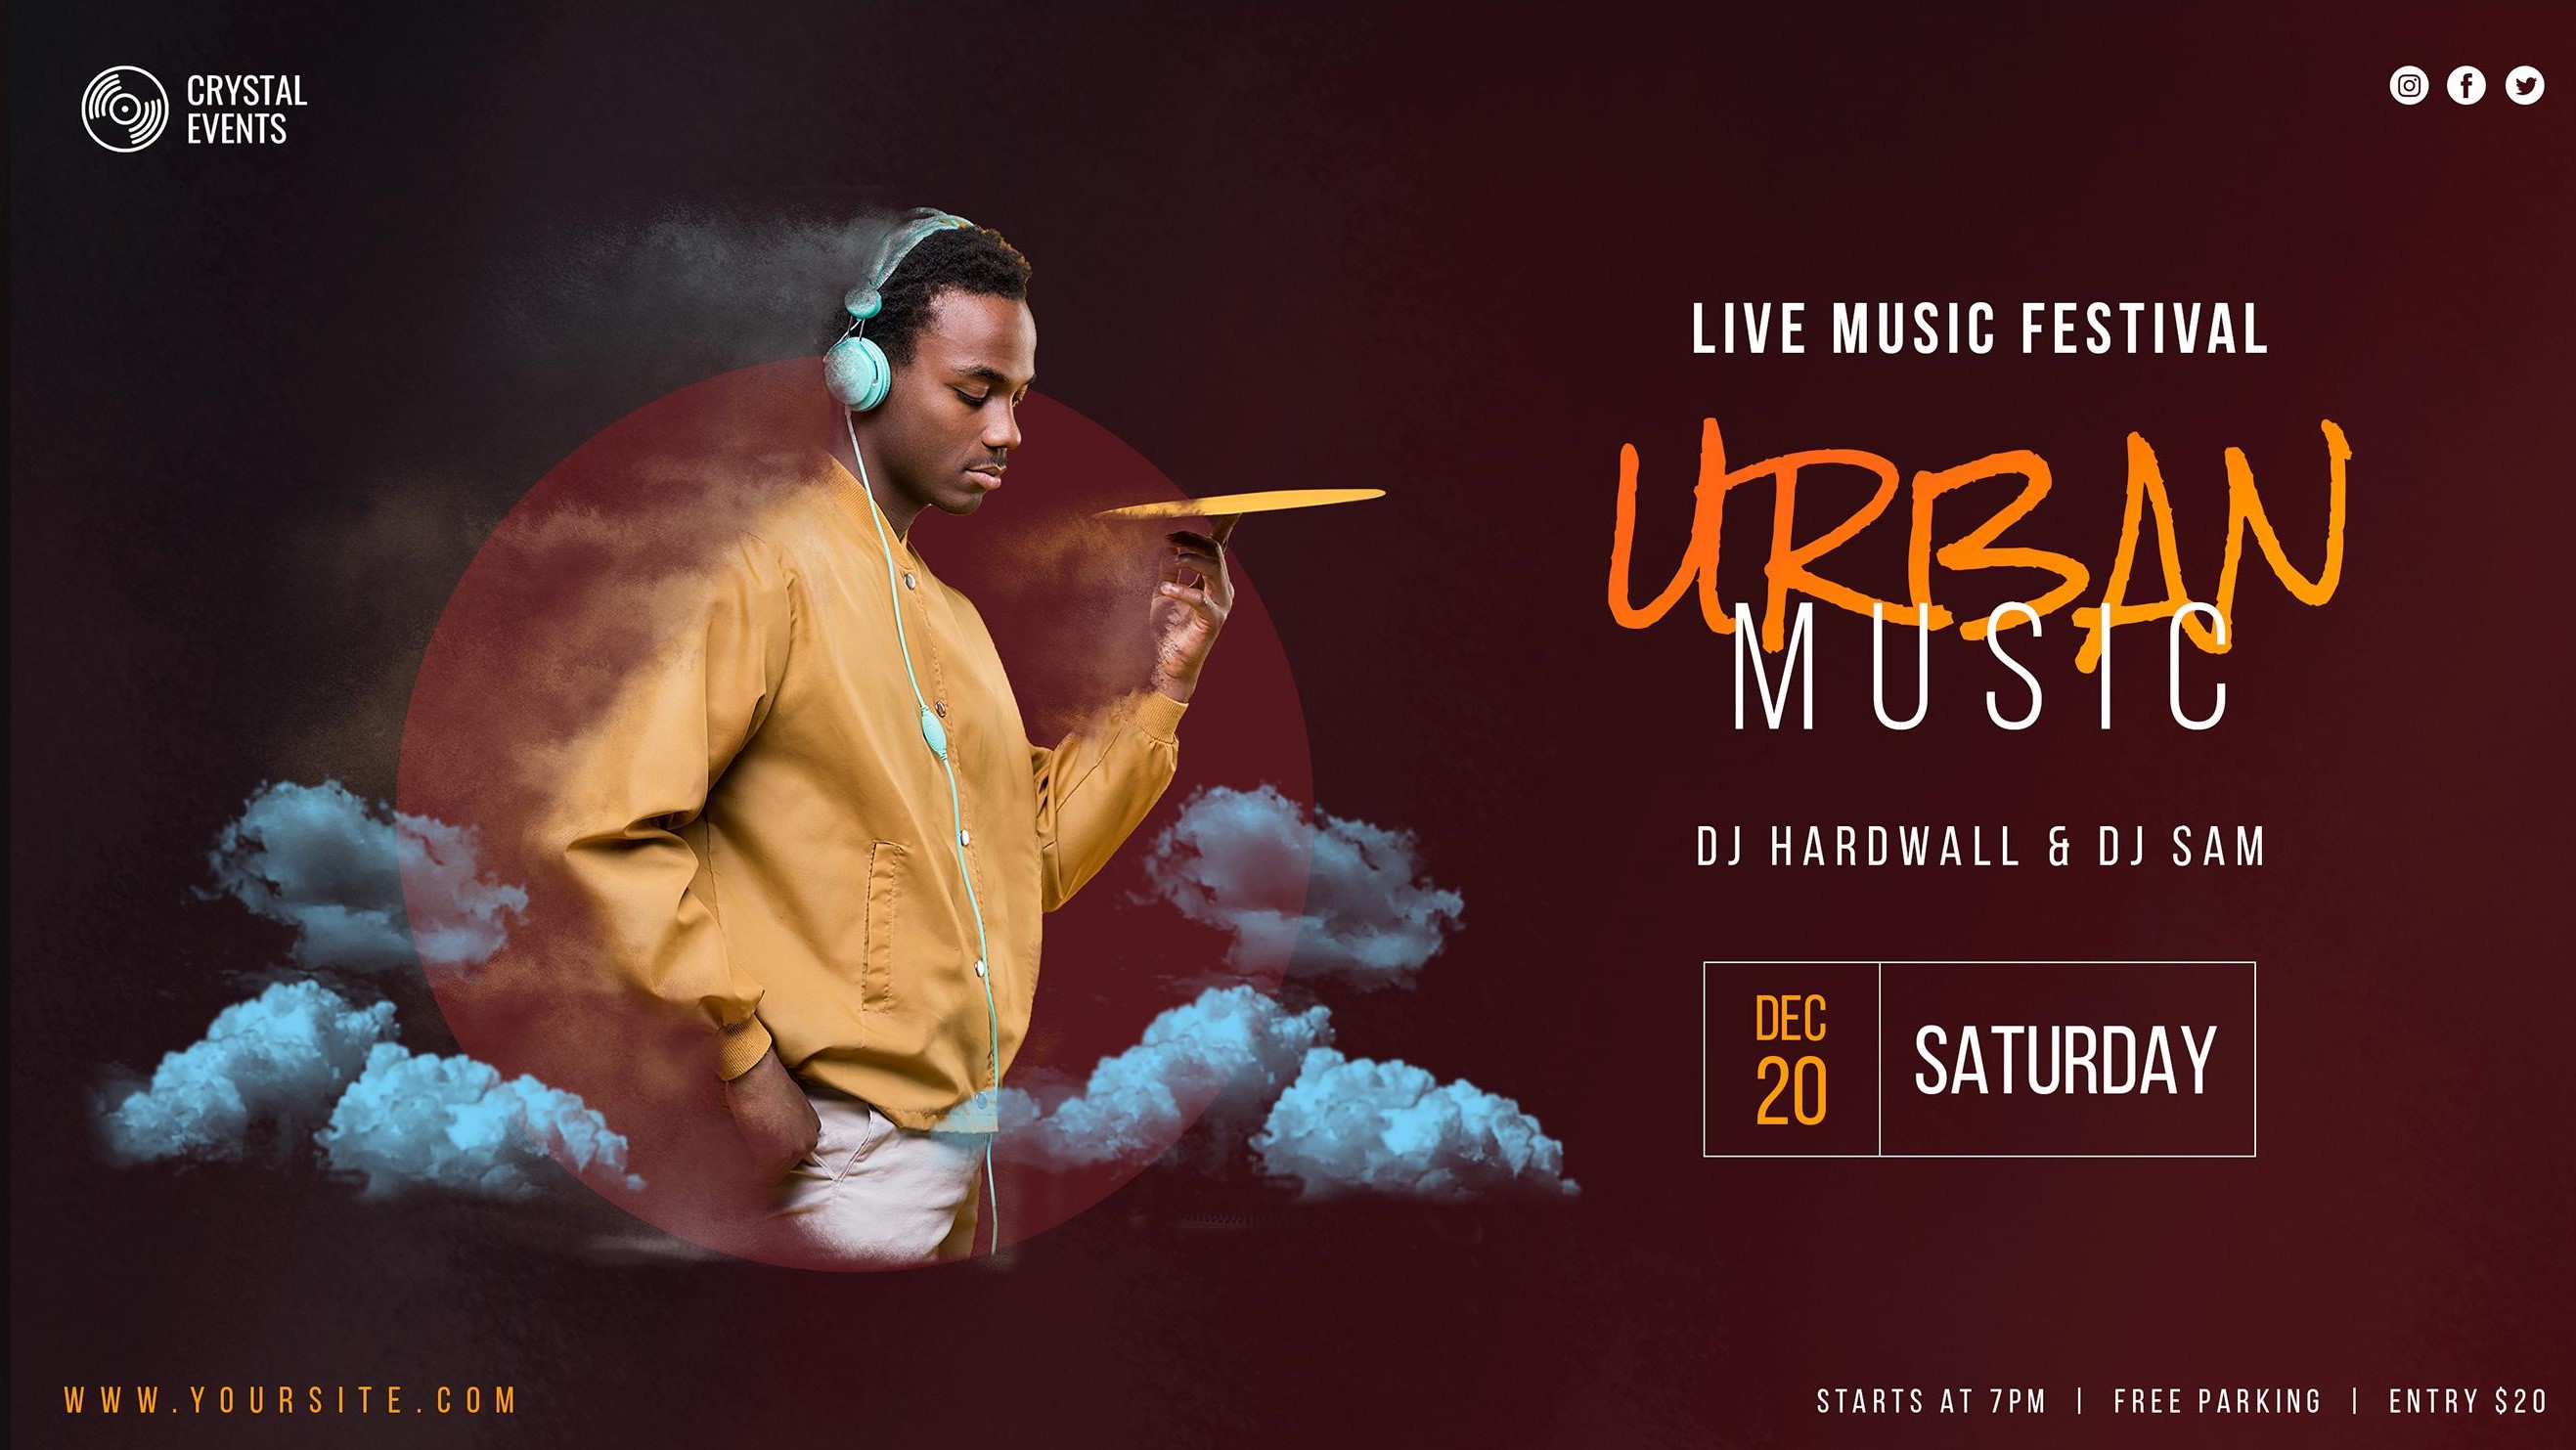 CRYSTAL
EVENTS
LIVE MUSIC FESTIVAL
URBAN
MUSIC
DJ HARDWALL & DJ SAM
DEC
20
SATURDAY
WWW.YOURSITE.COM
STARTS AT 7PM | FREE PARKING | ENTRY $20